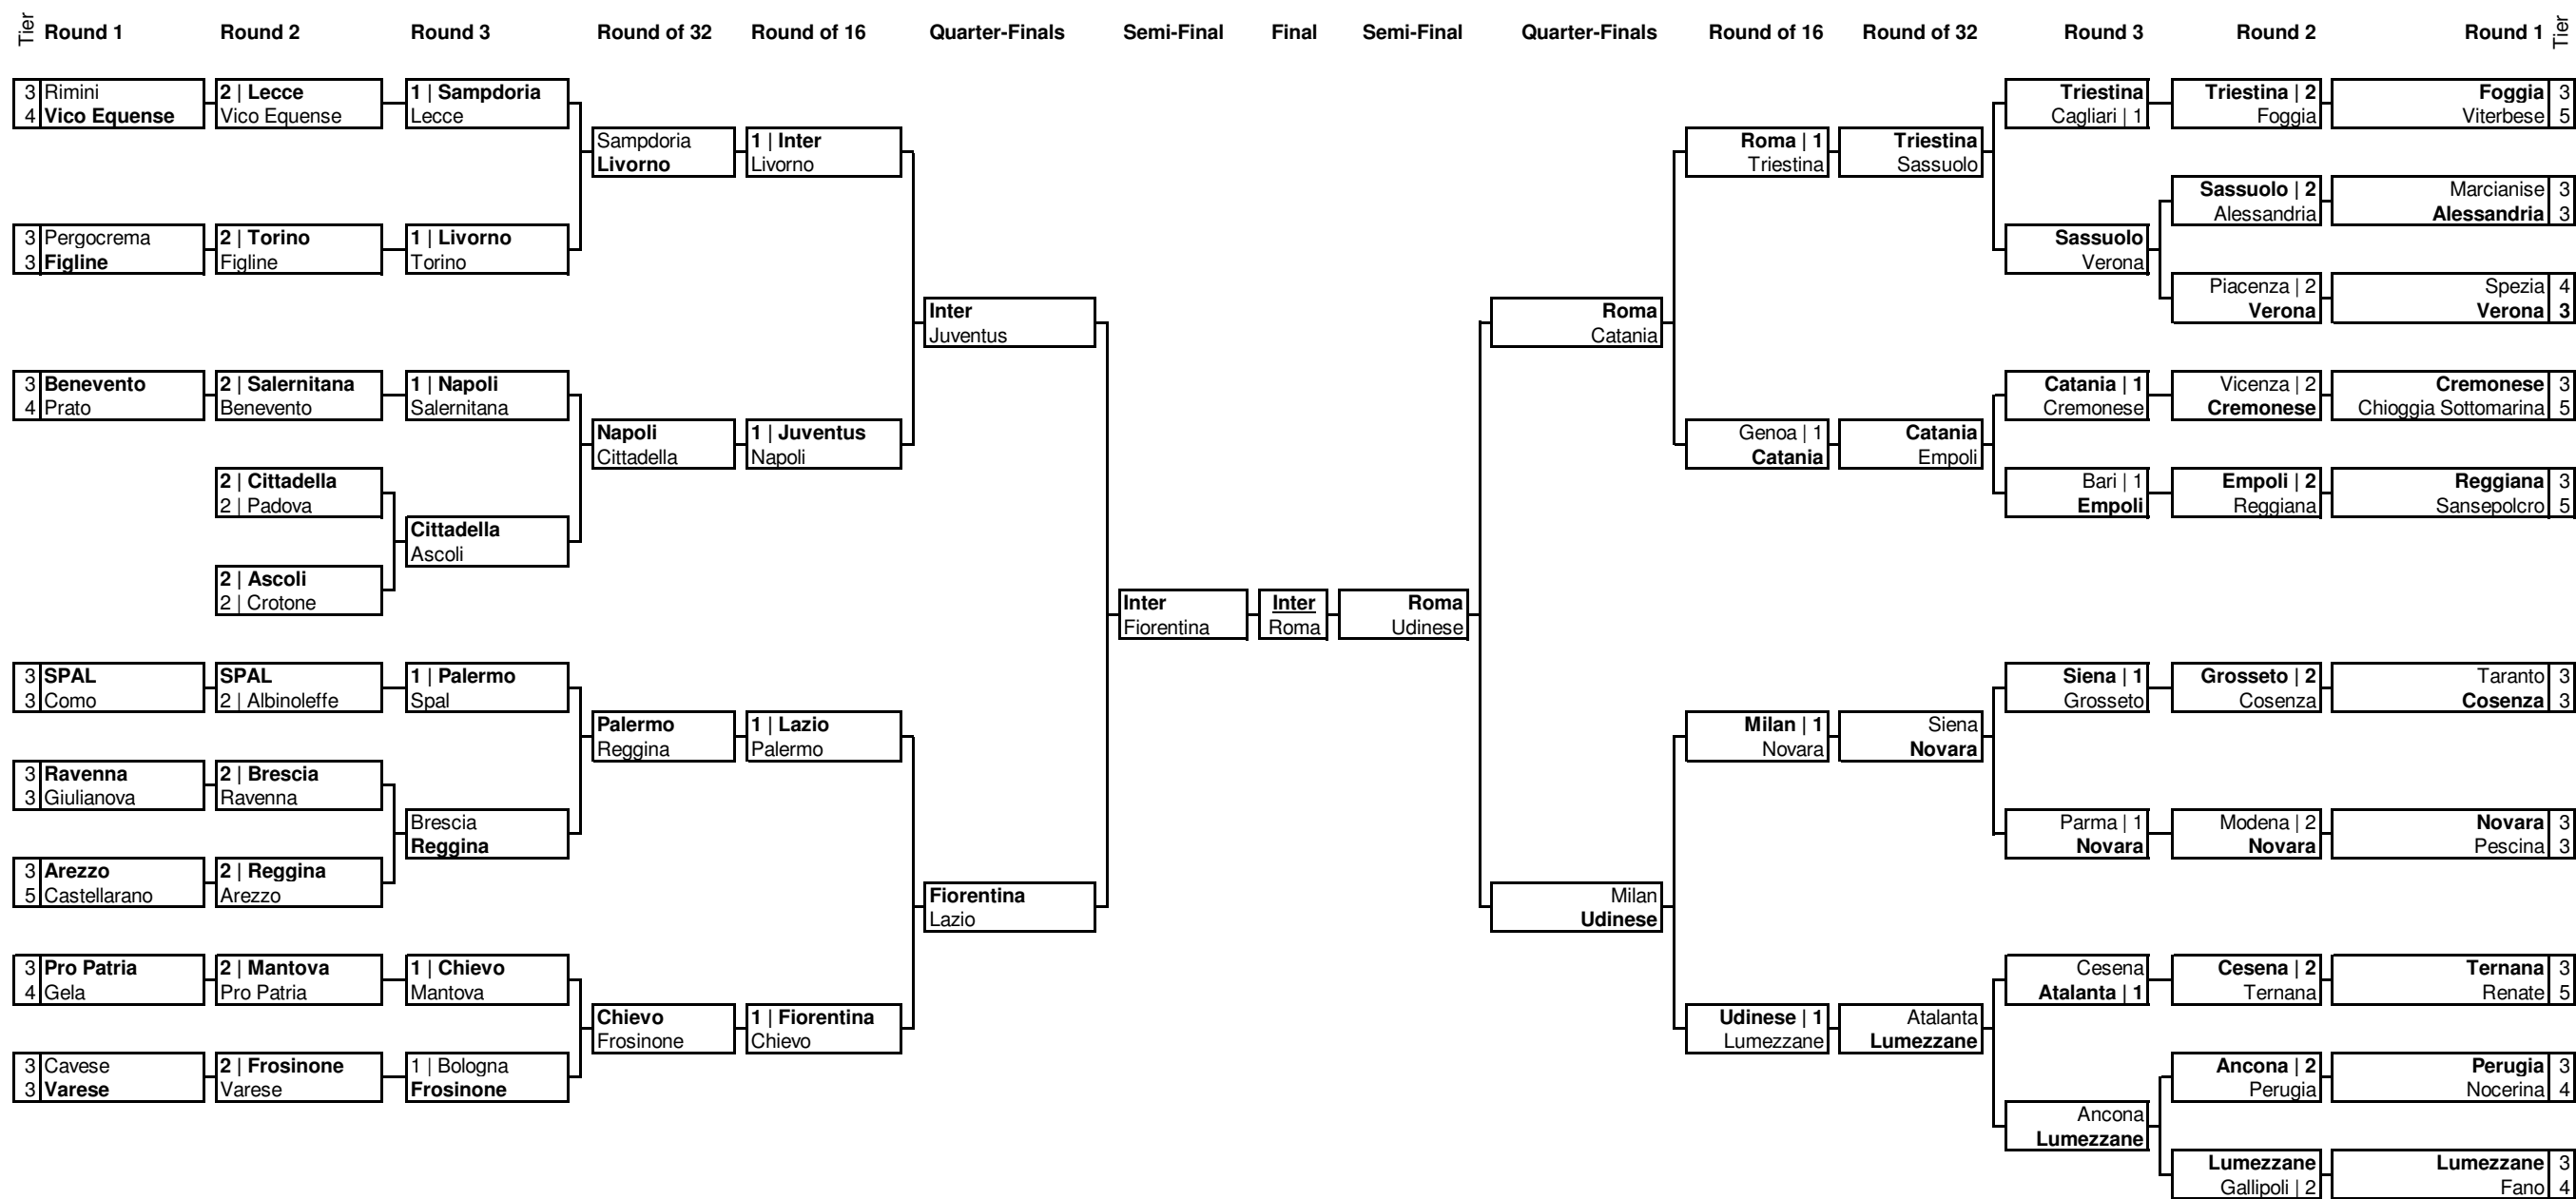 Tier Round 1 Round 2 Round 3 Round of 32 Round of 16 Quarter-Finals Semi-Final Final Semi-Final Quarter-Finals Round of 16 Round of 32 Round 3 Round 2 Round 1 Tier
3 Rimini 2 | Lecce 1 | Sampdoria Triestina Triestina | 2 Foggia 3
4 Vico Equense Vico Equense Lecce Cagliari | 1 Foggia Viterbese 5
Sampdoria 1 | Inter Roma | 1 Triestina
Livorno Livorno Triestina Sassuolo
Sassuolo | 2 Marcianise 3
Alessandria Alessandria 3
3 Pergocrema 2 | Torino 1 | Livorno Sassuolo
3 Figline Figline Torino Verona
Piacenza | 2 Spezia 4
Verona Verona 3
Inter Roma
Juventus Catania
3 Benevento 2 | Salernitana 1 | Napoli Catania | 1 Vicenza | 2 Cremonese 3
4 Prato Benevento Salernitana Cremonese Cremonese Chioggia Sottomarina 5
Napoli 1 | Juventus Genoa | 1 Catania
Cittadella Napoli Catania Empoli
2 | Cittadella Bari | 1 Empoli | 2 Reggiana 3
2 | Padova Empoli Reggiana Sansepolcro 5
Cittadella
Ascoli
2 | Ascoli
2 | Crotone
Inter Inter Roma
Fiorentina Roma Udinese
3 SPAL SPAL 1 | Palermo Siena | 1 Grosseto | 2 Taranto 3
3 Como 2 | Albinoleffe Spal Grosseto Cosenza Cosenza 3
Palermo 1 | Lazio Milan | 1 Siena
Reggina Palermo Novara Novara
3 Ravenna 2 | Brescia
3 Giulianova Ravenna
Brescia Parma | 1 Modena | 2 Novara 3
Reggina Novara Novara Pescina 3
3 Arezzo 2 | Reggina
5 Castellarano Arezzo
Fiorentina Milan
Lazio Udinese
3 Pro Patria 2 | Mantova 1 | Chievo Cesena Cesena | 2 Ternana 3
4 Gela Pro Patria Mantova Atalanta | 1 Ternana Renate 5
Chievo 1 | Fiorentina Udinese | 1 Atalanta
Frosinone Chievo Lumezzane Lumezzane
3 Cavese 2 | Frosinone 1 | Bologna Ancona | 2 Perugia 3
3 Varese Varese Frosinone Perugia Nocerina 4
Ancona
Lumezzane
Lumezzane Lumezzane 3
Gallipoli | 2 Fano 4